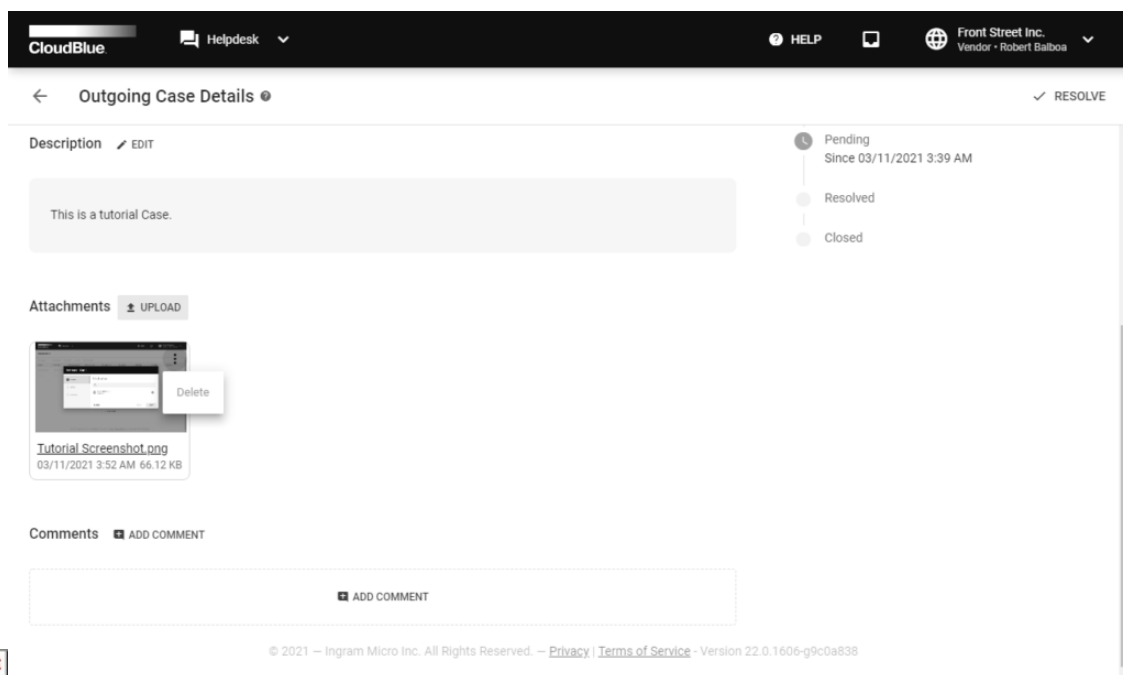 CloudBlue
Helpdesk
HELP
Front Street Inc.
Vendor • Robert Balboa
Outgoing Case Details
RESOLVE
Description EDIT
This is a tutorial Case.
Pending
Since 03/11/2021 3:39 AM
Resolved
Closed
Attachments UPLOAD
Delete
Tutorial Screenshot.png
03/11/2021 3:52 AM 66.12 KB
Comments ADD COMMENT
ADD COMMENT
© 2021 — Ingram Micro Inc. All Rights Reserved. — Privacy | Terms of Service - Version 22.0.1606-g9c0a838